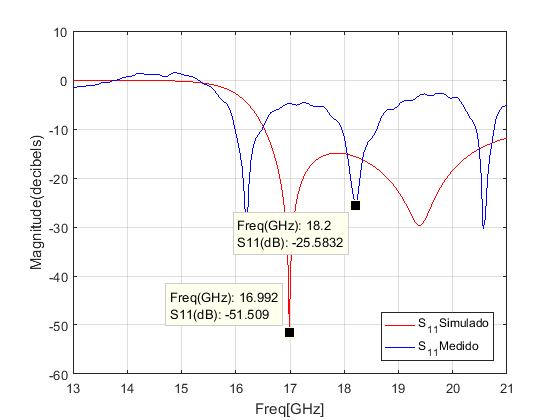 10
0
-10
-20
-30
-40
-50
-60
Magnitude(decibels)
Freq(GHz): 18.2
S11(dB): -25.5832
Freq(GHz): 16.992
S11(dB): -51.509
S11Simulado
S11Medido
13 14 15 16 17 18 19 20 21
Freq[GHz]